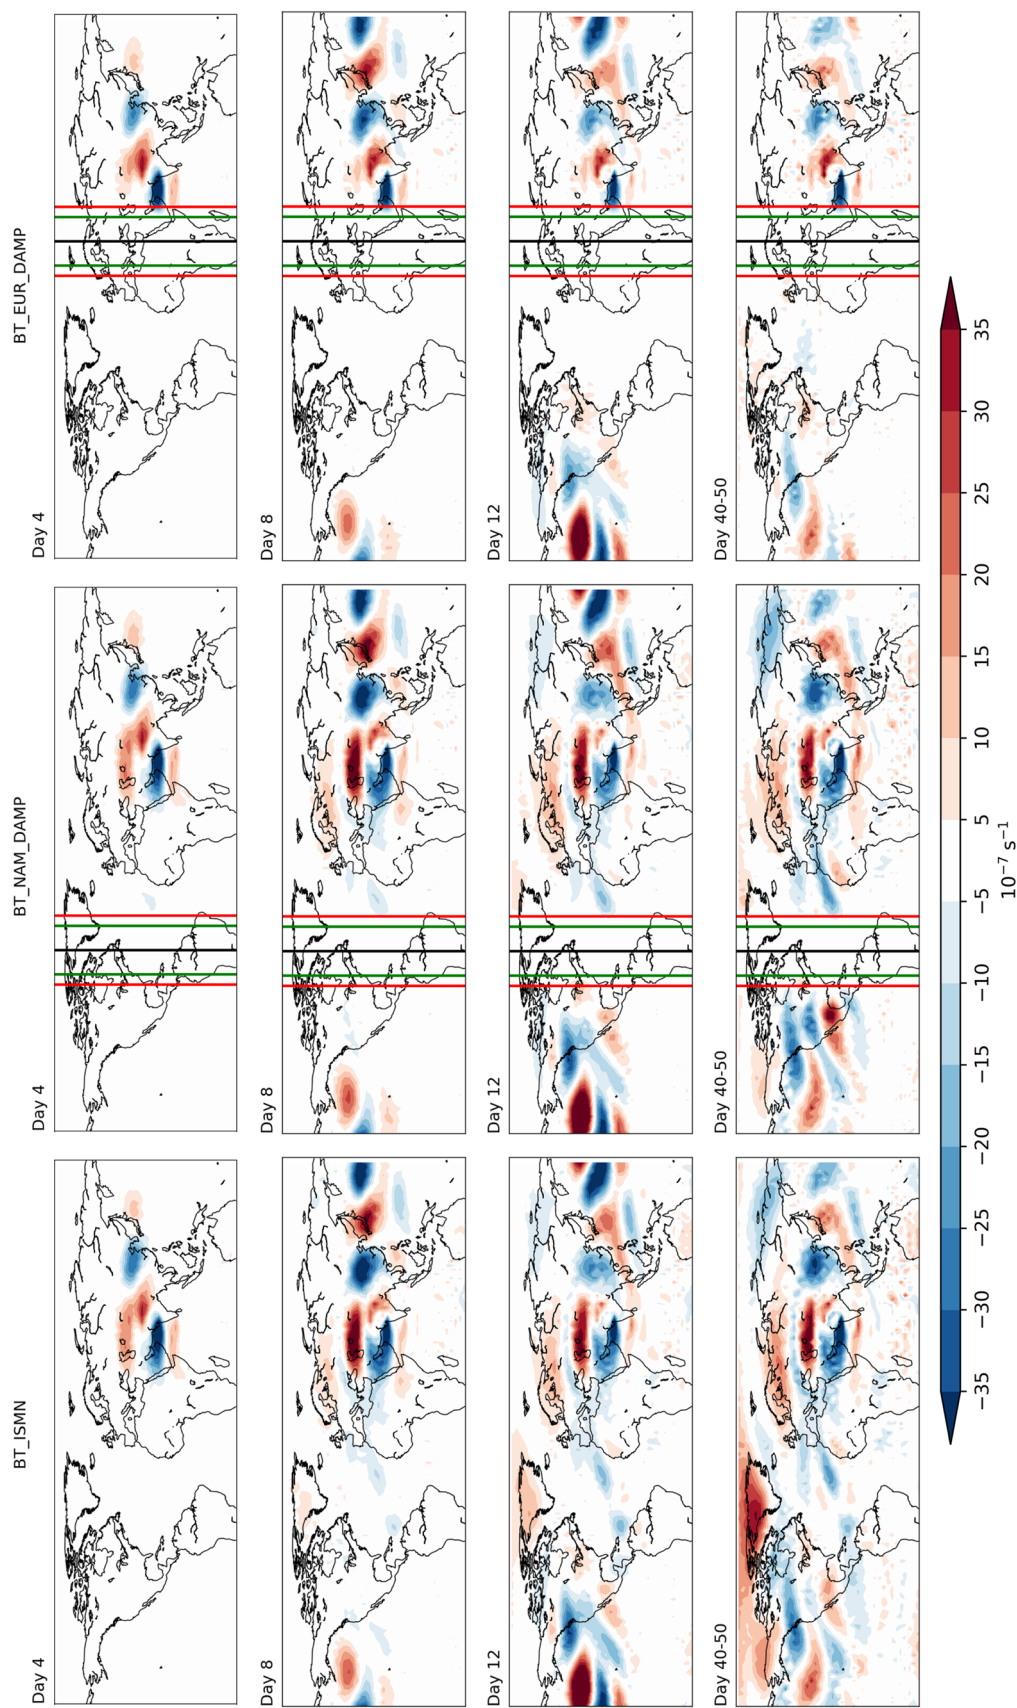 BT_ISMN
BT_NAM_DAMP
BT_EUR_DAMP
Day 4
Day 4
Day 4
Day 8
Day 8
Day 8
Day 12
Day 12
Day 12
Day 40-50
Day 40-50
Day 40-50
−35
−30
−25
−20
−15
−10
−5
5
10
15
20
25
30
35
10⁻⁷ s⁻¹